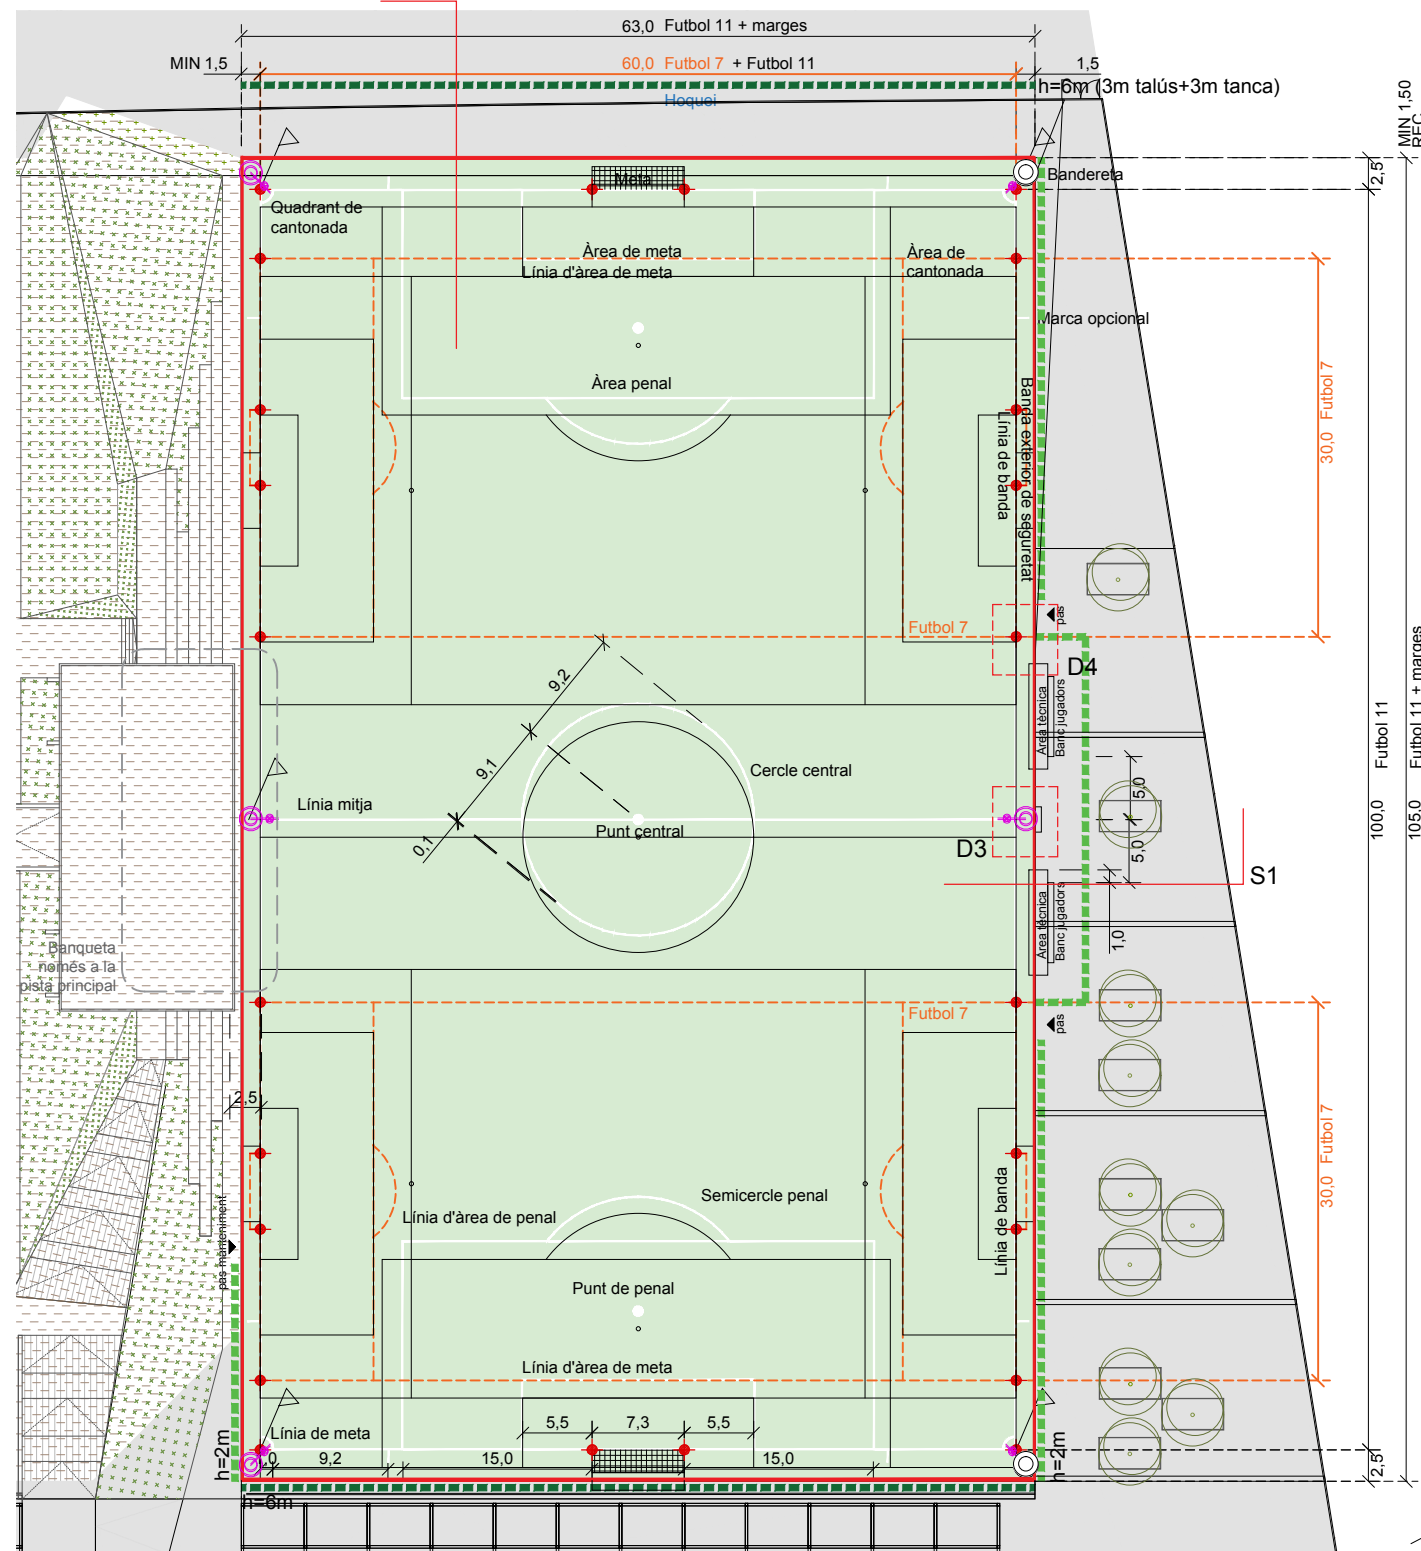 63,0 Futbol 11 + marges
MIN 1,5
60,0 Futbol 7 + Futbol 11
1,5
h=6m (3m talús+3m tanca)
Hoquei
MIN 1,50
REC
2,5
Meta
Bandereta
Quadrant de
cantonada
Àrea de meta
Línia d'àrea de meta
Àrea de
cantonada
Marca opcional
Àrea penal
Banda exterior de seguretat
Línia de banda
30,0 Futbol 7
pas
Futbol 7
D4
9,2
Àrea tècnica
Banc jugadors
Futbol 11
100,0
Futbol 11 + marges
105,0
9,1
Cercle central
5,0
Línia mitja
Punt central
0,1
D3
5,0
S1
Àrea tècnica
Banc jugadors
1,0
Banqueta
només a la
pista principal
Futbol 7
pas
2,5
30,0 Futbol 7
Semicercle penal
Línia d'àrea de penal
Línia de banda
pas manteniment
Punt de penal
Línia d'àrea de meta
5,5
7,3
5,5
Línia de meta
h=2m
9,2
15,0
15,0
h=2m
2,5
h=6m